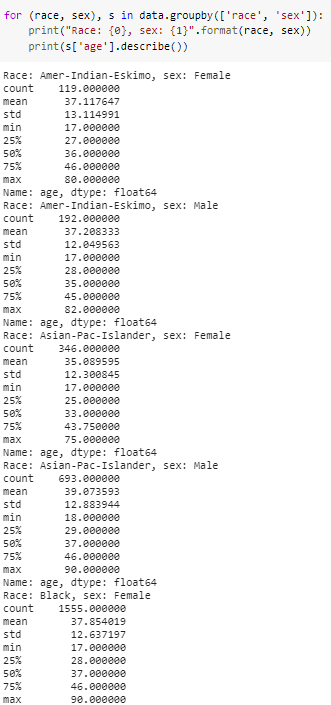 for (race, sex), s in data.groupby(['race', 'sex']):
    print("Race: {0}, sex: {1}".format(race, sex))
    print(s['age'].describe())
Race: Amer-Indian-Eskimo, sex: Female
count    119.000000
mean      37.117647
std       13.114991
min       17.000000
25%       27.000000
50%       36.000000
75%       46.000000
max       80.000000
Name: age, dtype: float64
Race: Amer-Indian-Eskimo, sex: Male
count    192.000000
mean      37.208333
std       12.049563
min       17.000000
25%       28.000000
50%       35.000000
75%       45.000000
max       82.000000
Name: age, dtype: float64
Race: Asian-Pac-Islander, sex: Female
count    346.000000
mean      35.089595
std       12.300845
min       17.000000
25%       25.000000
50%       33.000000
75%       43.750000
max       75.000000
Name: age, dtype: float64
Race: Asian-Pac-Islander, sex: Male
count    693.000000
mean      39.073593
std       12.883944
min       18.000000
25%       29.000000
50%       37.000000
75%       46.000000
max       90.000000
Name: age, dtype: float64
Race: Black, sex: Female
count    1555.000000
mean       37.854019
std        12.637197
min        17.000000
25%        28.000000
50%        37.000000
75%        46.000000
max        90.000000